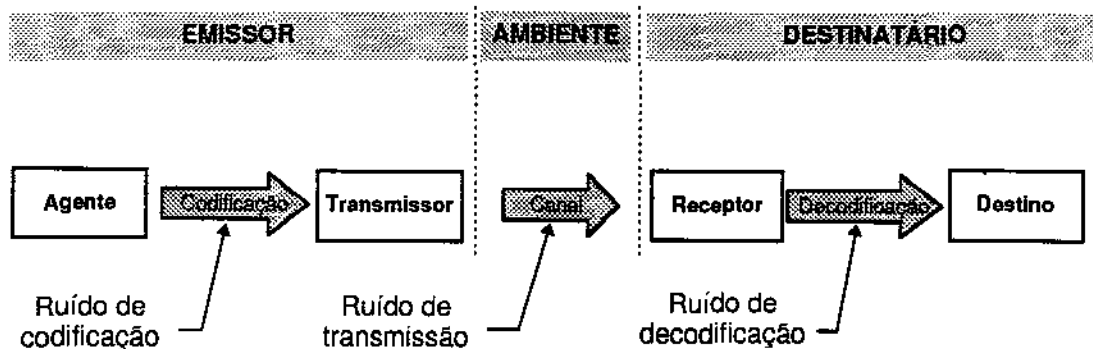 EMISSOR AMBIENTE DESTINATÁRIO
Agente Codificação Transmissor Canal Receptor Decodificação Destino
Ruído de Ruído de Ruído de
codificação transmissão decodificação